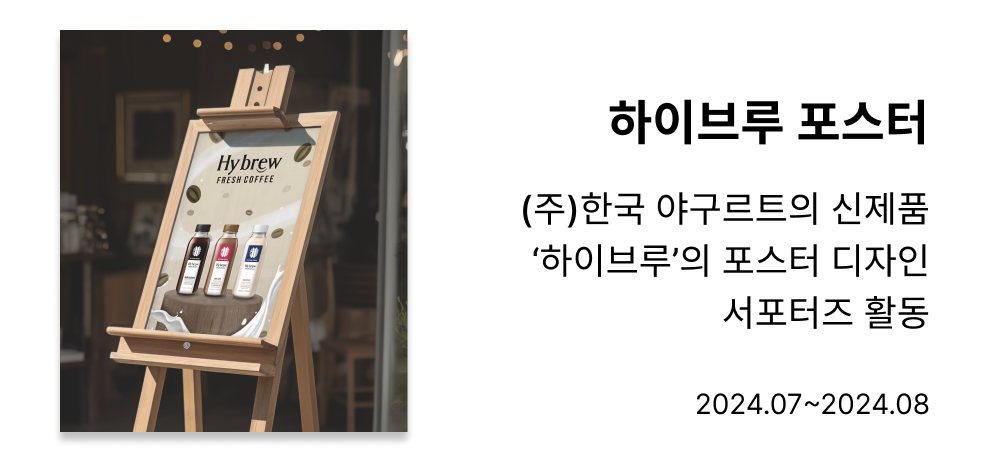 Hy brew
FRESH COFFEE
하이브루 포스터
(주)한국 야구르트의 신제품
‘하이브루’의 포스터 디자인
서포터즈 활동
2024.07~2024.08